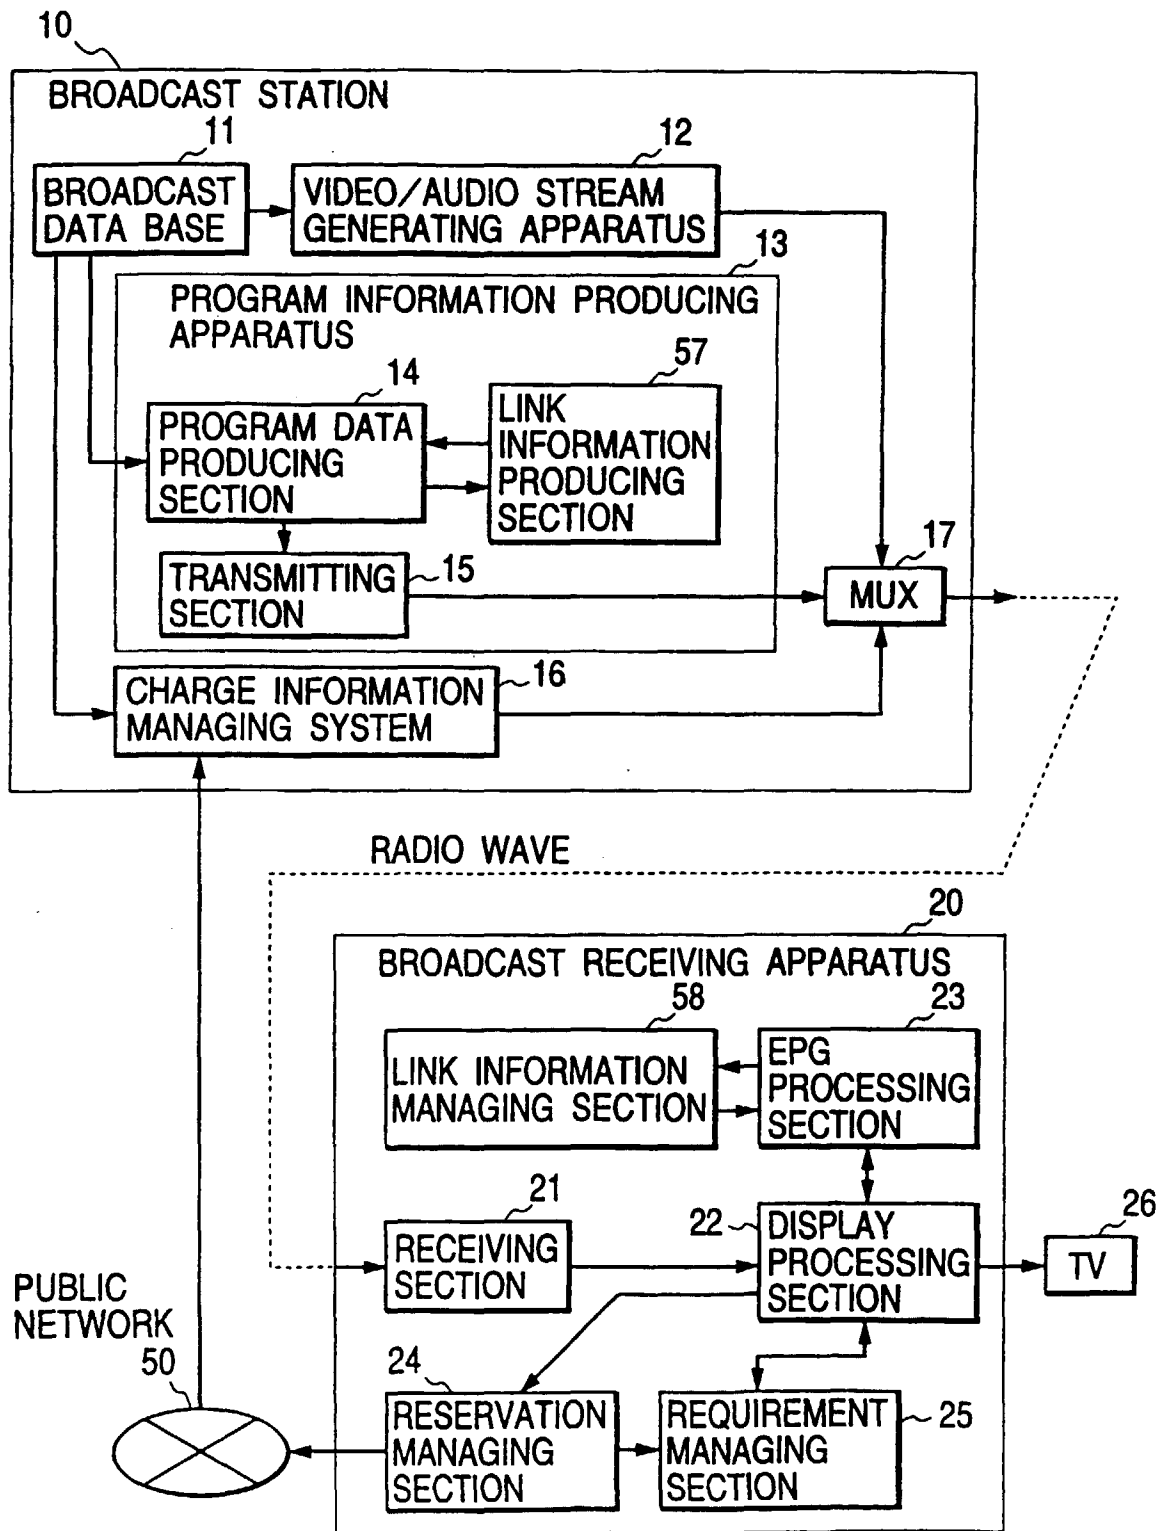 10
BROADCAST STATION
11
12
BROADCAST
DATA BASE
VIDEO/AUDIO STREAM
GENERATING APPARATUS
13
PROGRAM INFORMATION PRODUCING
APPARATUS
14
57
PROGRAM DATA
PRODUCING
SECTION
LINK
INFORMATION
PRODUCING
SECTION
15
TRANSMITTING
SECTION
17
MUX
16
CHARGE INFORMATION
MANAGING SYSTEM
RADIO WAVE
20
BROADCAST RECEIVING APPARATUS
58
23
LINK INFORMATION
MANAGING SECTION
EPG
PROCESSING
SECTION
21
22
26
RECEIVING
SECTION
DISPLAY
PROCESSING
SECTION
TV
PUBLIC
NETWORK
50
24
RESERVATION
MANAGING
SECTION
REQUIREMENT
MANAGING
SECTION
25